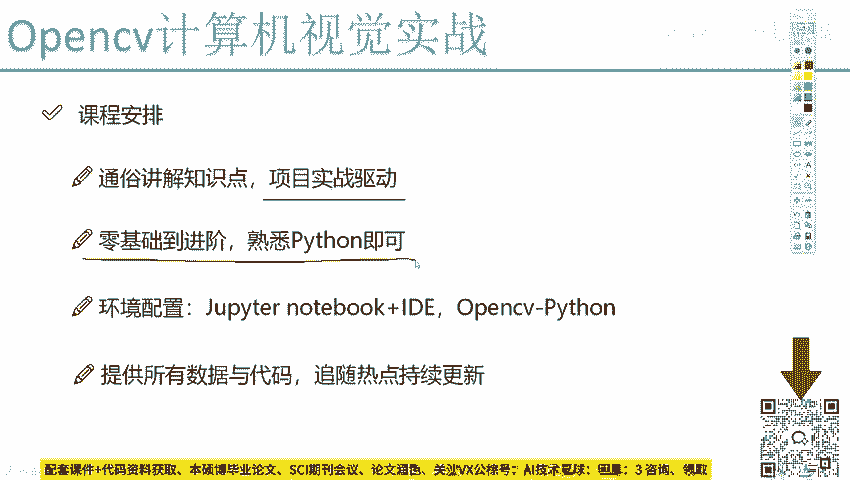 Opencv计算机视觉实战
课程安排
通俗讲解知识点，项目实战驱动
零基础到进阶，熟悉Python即可
环境配置：Jupyter notebook+IDE，Opencv-Python
提供所有数据与代码，追随热点持续更新
配套课件+代码资料获取、本硕博毕业论文、SCI期刊会议、论文润色、关注VX公棕号：AI技术星球：回复：3 咨询、领取